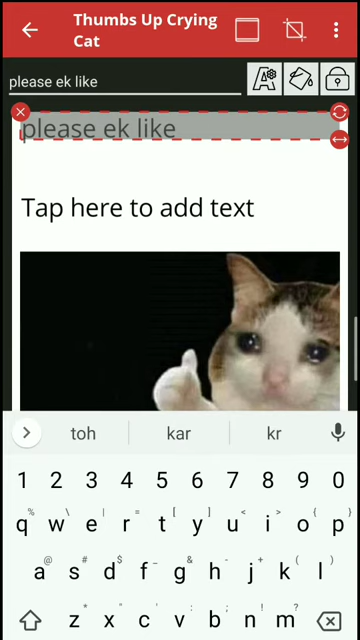 Thumbs Up Crying
Cat
please ek like
please ek like
Tap here to add text
toh kar kr
1 2 3 4 5 6 7 8 9 0
% \ | = [ ] < > { }
q w e r t y u i o p
@ # $ _ & - + ( )
a s d f g h j k l
* " ' : ; ! ?
z x c v b n m